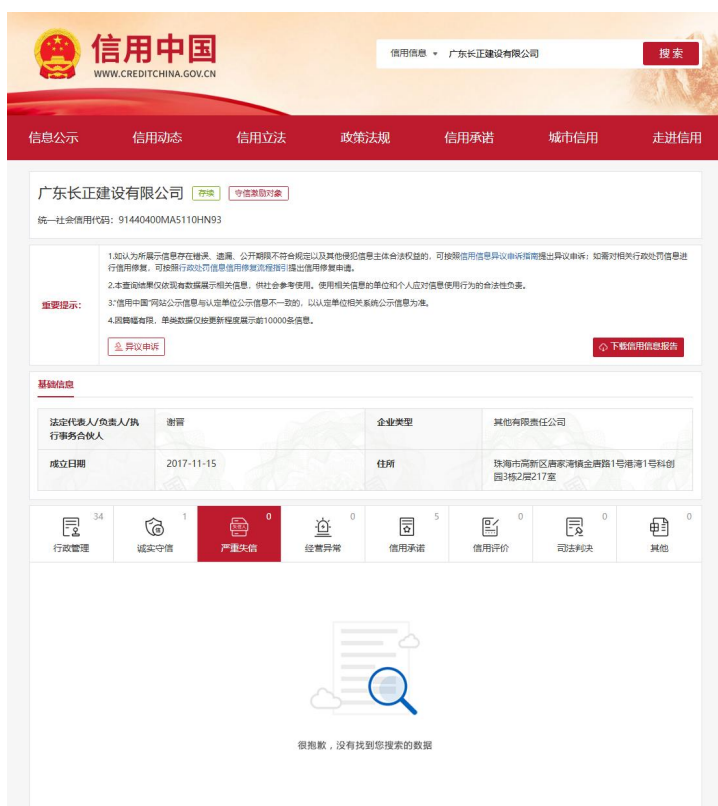 信用中国
WWW.CREDITCHINA.GOV.CN
信用信息 广东长正建设有限公司 搜索
信息公示 信用动态 信用立法 政策法规 信用承诺 城市信用 走进信用
广东长正建设有限公司 存续 守信激励对象
统一社会信用代码：91440400MA5110HN93
重要提示：
1.如认为所展示信息存在错误、遗漏、公开期限不符合规定以及其他侵犯信息主体合法权益的，可按照信用信息异议申诉指南提出异议申诉；如需对相关行政处罚信息进
行信用修复，可按照行政处罚信息信用修复流程指引提出信用修复申请。
2.本查询结果仅依现有数据展示相关信息，供社会参考使用。使用相关信息的单位和个人应对信息使用行为的合法性负责。
3."信用中国"网站公示信息与认定单位公示信息不一致的，以认定单位相关系统公示信息为准。
4.因篇幅有限，单类数据仅按更新程度展示前10000条信息。
异议申诉 下载信用信息报告
基础信息
法定代表人/负责人/执
行事务合伙人
谢晋
企业类型
其他有限责任公司
成立日期
2017-11-15
住所
珠海市高新区唐家湾镇金唐路1号港湾1号科创
园3栋2层217室
34 1 0 0 5 0 0 0
行政管理 诚实守信 严重失信 经营异常 信用承诺 信用评价 司法判决 其他
很抱歉，没有找到您搜索的数据